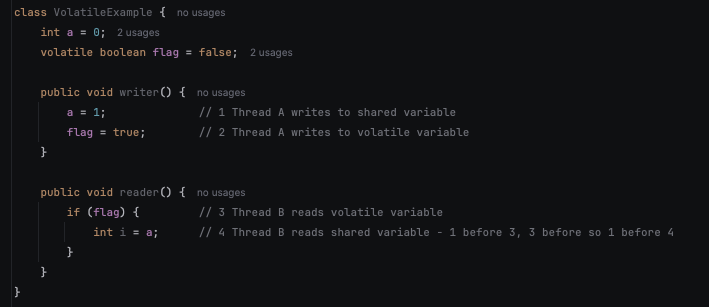 class VolatileExample {  no usages
    int a = 0;  2 usages
    volatile boolean flag = false;  2 usages
    public void writer() {  no usages
        a = 1;              // 1 Thread A writes to shared variable
        flag = true;        // 2 Thread A writes to volatile variable
    }
    public void reader() {  no usages
        if (flag) {         // 3 Thread B reads volatile variable
            int i = a;      // 4 Thread B reads shared variable - 1 before 3, 3 before so 1 before 4
        }
    }
}